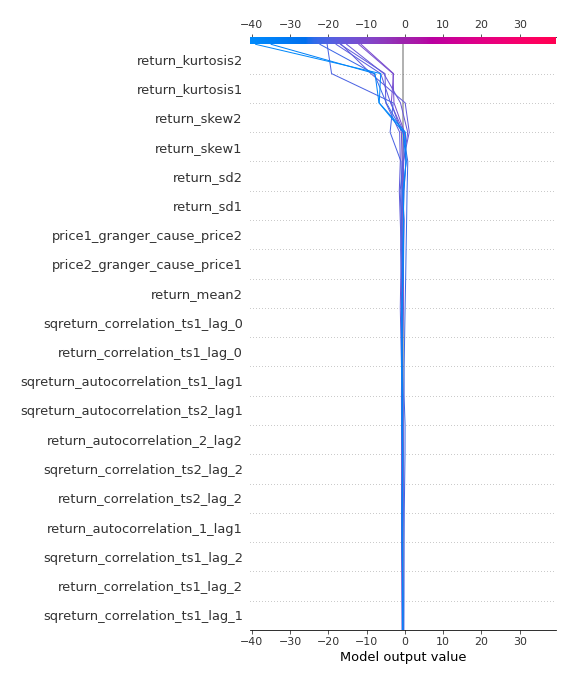 −40 −30 −20 −10 0 10 20 30
return_kurtosis2
return_kurtosis1
return_skew2
return_skew1
return_sd2
return_sd1
price1_granger_cause_price2
price2_granger_cause_price1
return_mean2
sqreturn_correlation_ts1_lag_0
return_correlation_ts1_lag_0
sqreturn_autocorrelation_ts1_lag1
sqreturn_autocorrelation_ts2_lag1
return_autocorrelation_2_lag2
sqreturn_correlation_ts2_lag_2
return_correlation_ts2_lag_2
return_autocorrelation_1_lag1
sqreturn_correlation_ts1_lag_2
return_correlation_ts1_lag_2
sqreturn_correlation_ts1_lag_1
−40 −30 −20 −10 0 10 20 30
Model output value